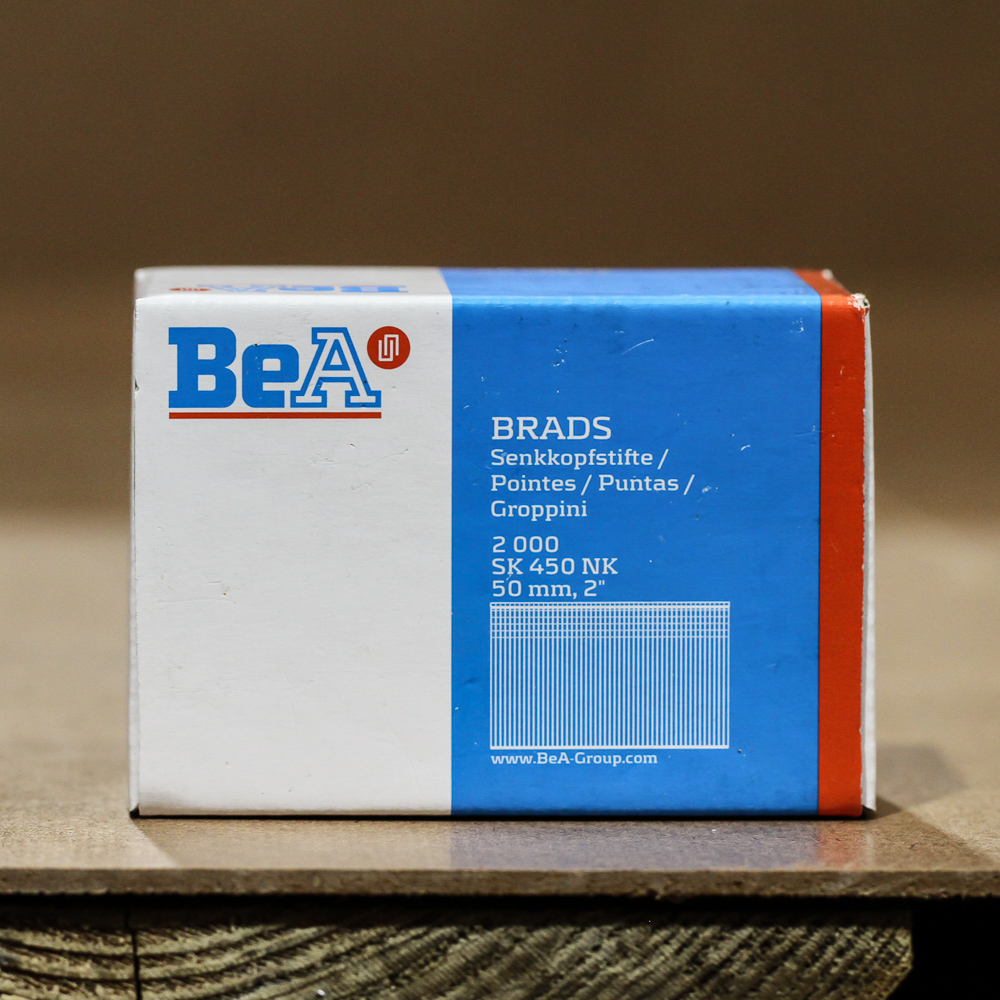 BeA
BRADS
Senkkopfstifte /
Pointes / Puntas /
Groppini
2 000
SK 450 NK
50 mm, 2"
www.BeA-Group.com